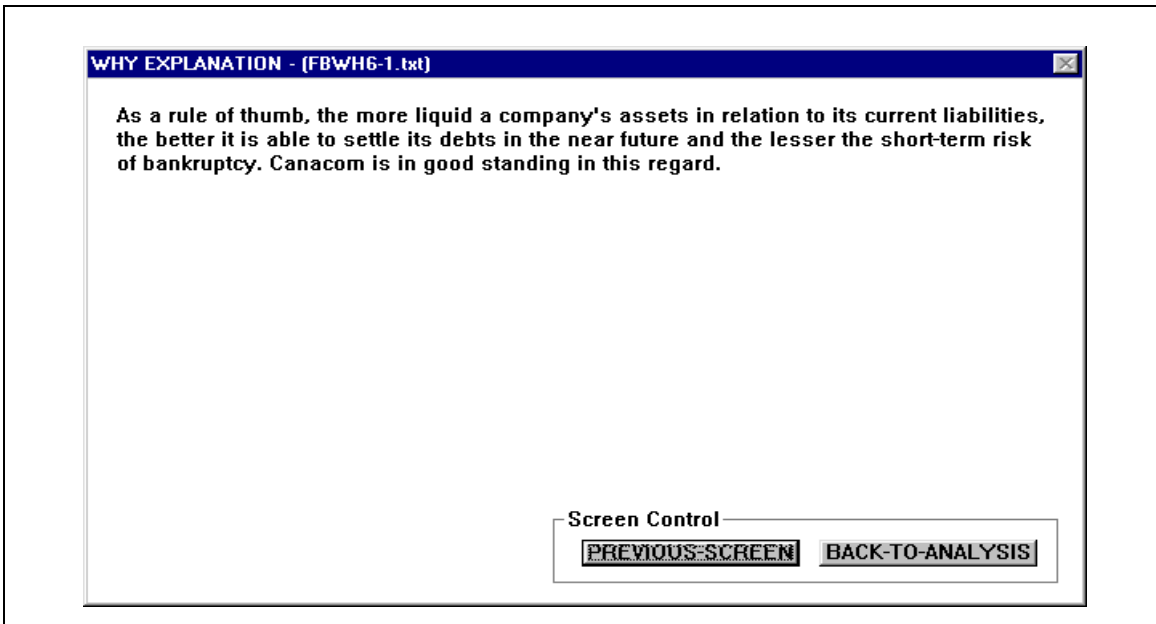 WHY EXPLANATION - (FBWH6-1.txt)
As a rule of thumb, the more liquid a company's assets in relation to its current liabilities,
the better it is able to settle its debts in the near future and the lesser the short-term risk
of bankruptcy. Canacom is in good standing in this regard.
Screen Control
PREVIOUS-SCREEN BACK-TO-ANALYSIS